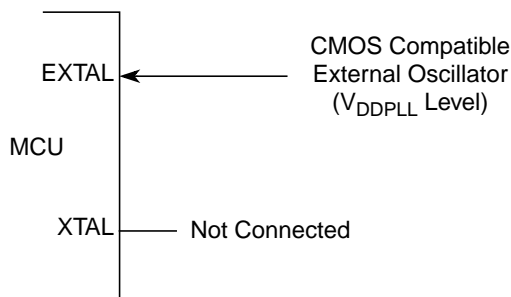 CMOS Compatible
External Oscillator
(VDDPLL Level)
EXTAL
MCU
XTAL
Not Connected